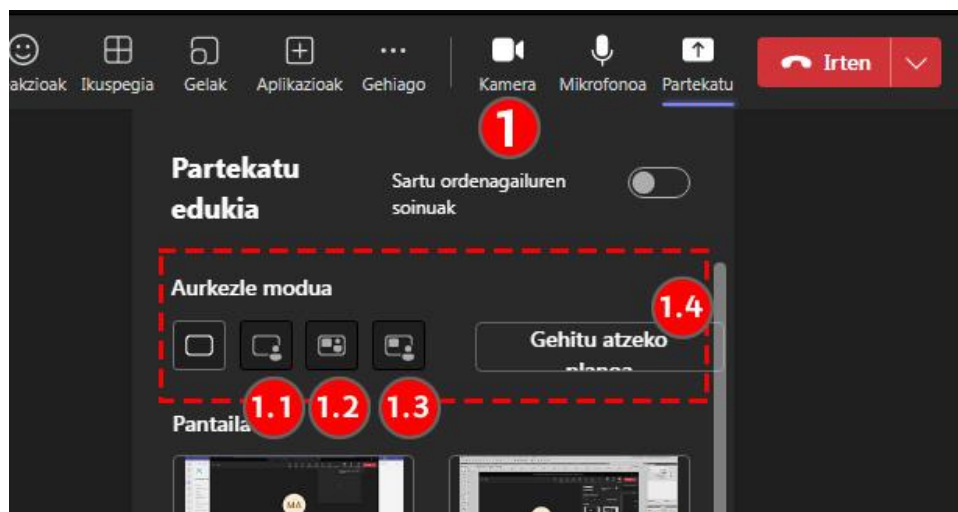 akzioak Ikuspegia Gelak Aplikazioak Gehiago Kamera Mikrofonoa Partekatu Irten
1
Partekatu
edukia
Sartu ordenagailuren
soinuak
Aurkezle modua
1.4
Gehitu atzeko
planoa
1.1 1.2 1.3
Pantaila
MA